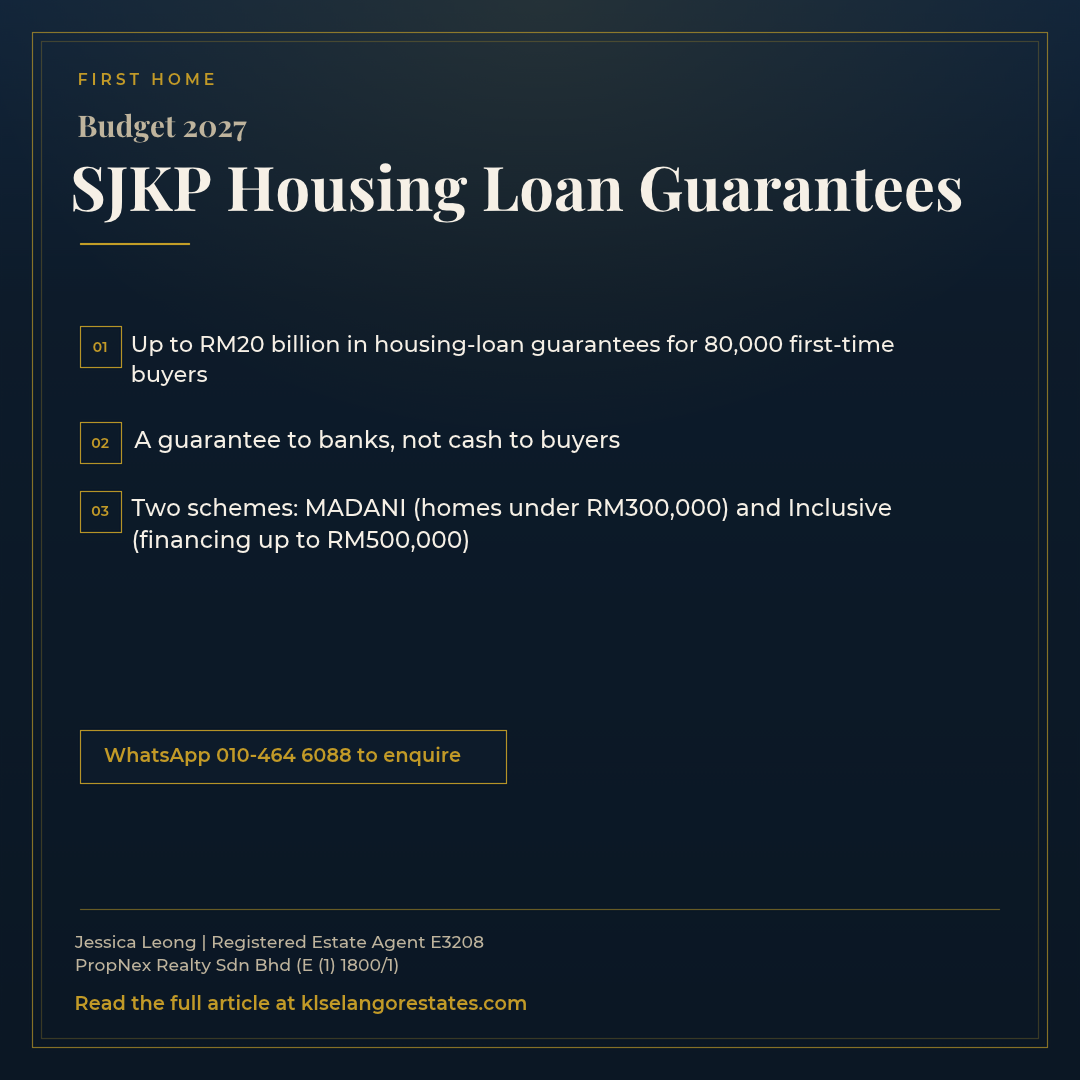 FIRST HOME
Budget 2027
SJKP Housing Loan Guarantees
01 Up to RM20 billion in housing-loan guarantees for 80,000 first-time
buyers
02 A guarantee to banks, not cash to buyers
03 Two schemes: MADANI (homes under RM300,000) and Inclusive
(financing up to RM500,000)
WhatsApp 010-464 6088 to enquire
Jessica Leong | Registered Estate Agent E3208
PropNex Realty Sdn Bhd (E (1) 1800/1)
Read the full article at klselangorestates.com